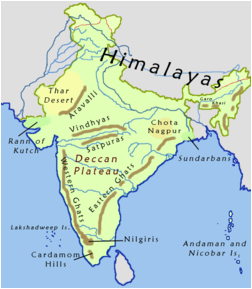 Himalayas
Garo
Khasi
Thar
Desert
Aravalli
Vindhyas
Satpuras
Chota
Nagpur
Rann of
Kutch
Sundarbans
Deccan
Plateau
Western Ghats
Eastern Ghats
Lakshadweep Is.
Nilgiris
Andaman and
Nicobar Is.
Cardamom
Hills